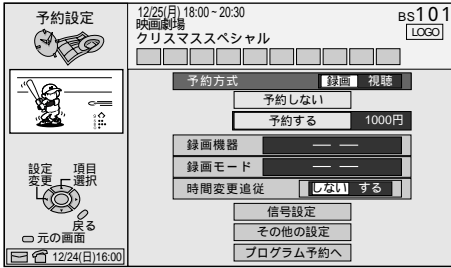 予約設定
12/25(月) 18:00~20:30
映画劇場
クリスマススペシャル
BS101
LOGO
予約方式 録画 視聴
予約しない
予約する 1000円
録画機器 — —
録画モード — —
時間変更追従 しない する
信号設定
その他の設定
プログラム予約へ
設定変更 項目選択
戻る
元の画面
12/24(日)16:00